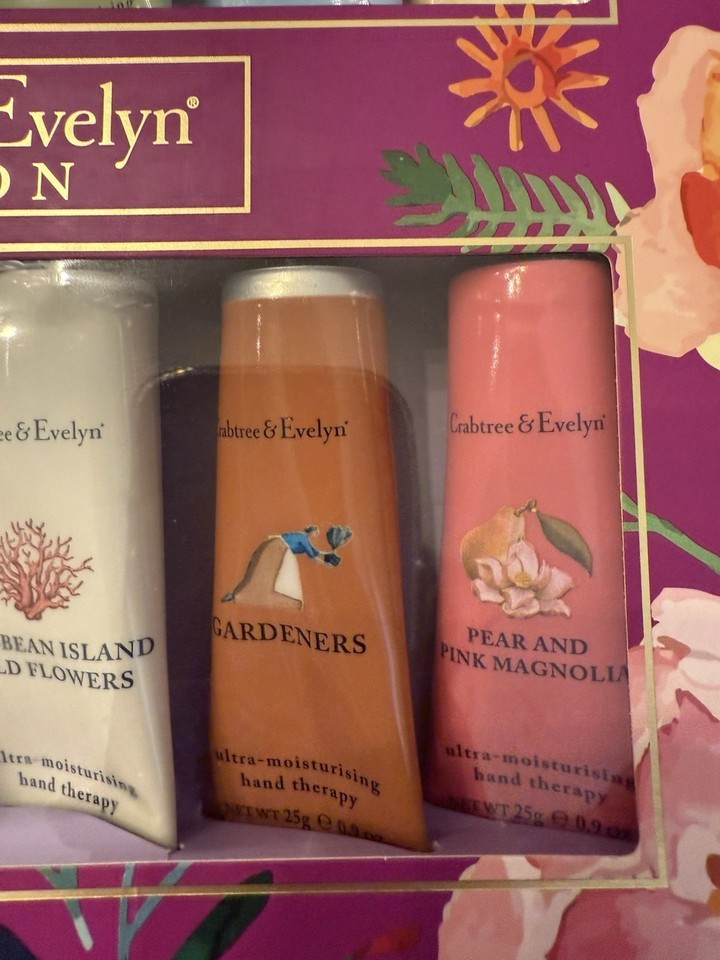 Evelyn®
ON
ee & Evelyn®
BEAN ISLAND
LD FLOWERS
ultra-moisturising
hand therapy
Crabtree & Evelyn®
GARDENERS
ultra-moisturising
hand therapy
NET WT 25g ℮ 0.9 oz
Crabtree & Evelyn®
PEAR AND
PINK MAGNOLIA
ultra-moisturising
hand therapy
NET WT 25g ℮ 0.9 oz